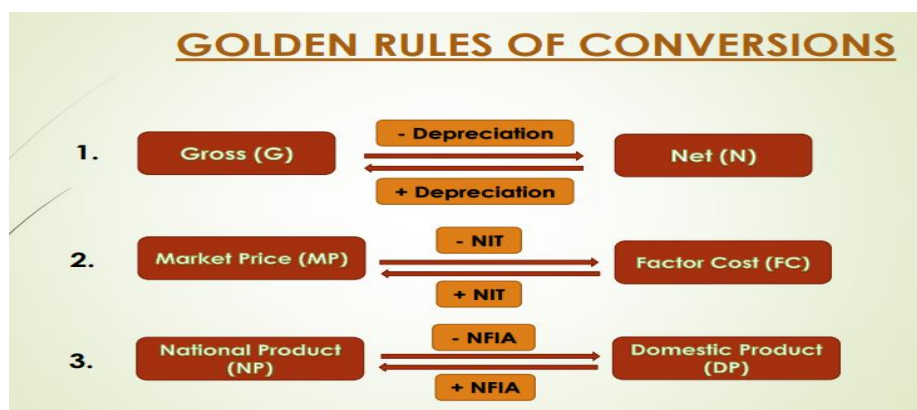 GOLDEN RULES OF CONVERSIONS
- Depreciation
1. Gross (G) Net (N)
+ Depreciation
- NIT
2. Market Price (MP) Factor Cost (FC)
+ NIT
- NFIA
3. National Product (NP) Domestic Product (DP)
+ NFIA